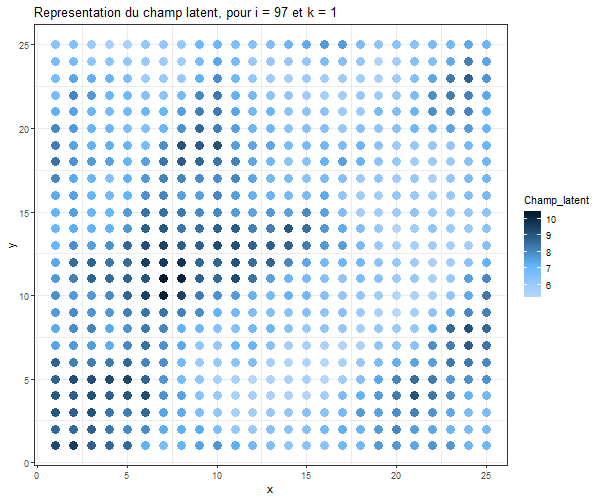 Representation du champ latent, pour i = 97 et k = 1
25
20
15
10
5
0
y
0 5 10 15 20 25
x
Champ_latent
10
9
8
7
6